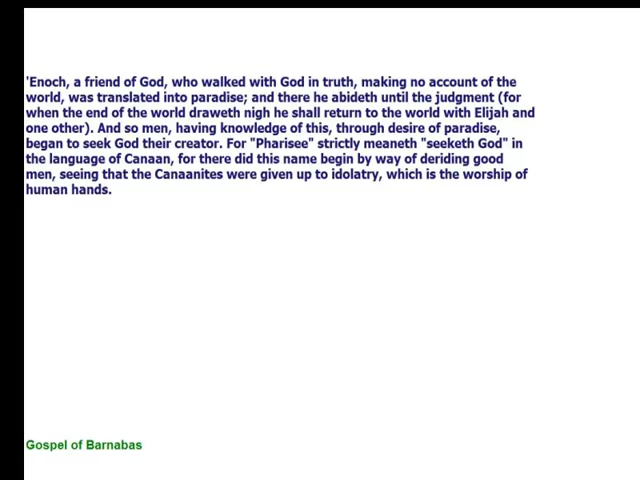 'Enoch, a friend of God, who walked with God in truth, making no account of the
world, was translated into paradise; and there he abideth until the judgment (for
when the end of the world draweth nigh he shall return to the world with Elijah and
one other). And so men, having knowledge of this, through desire of paradise,
began to seek God their creator. For "Pharisee" strictly meaneth "seeketh God" in
the language of Canaan, for there did this name begin by way of deriding good
men, seeing that the Canaanites were given up to idolatry, which is the worship of
human hands.
Gospel of Barnabas